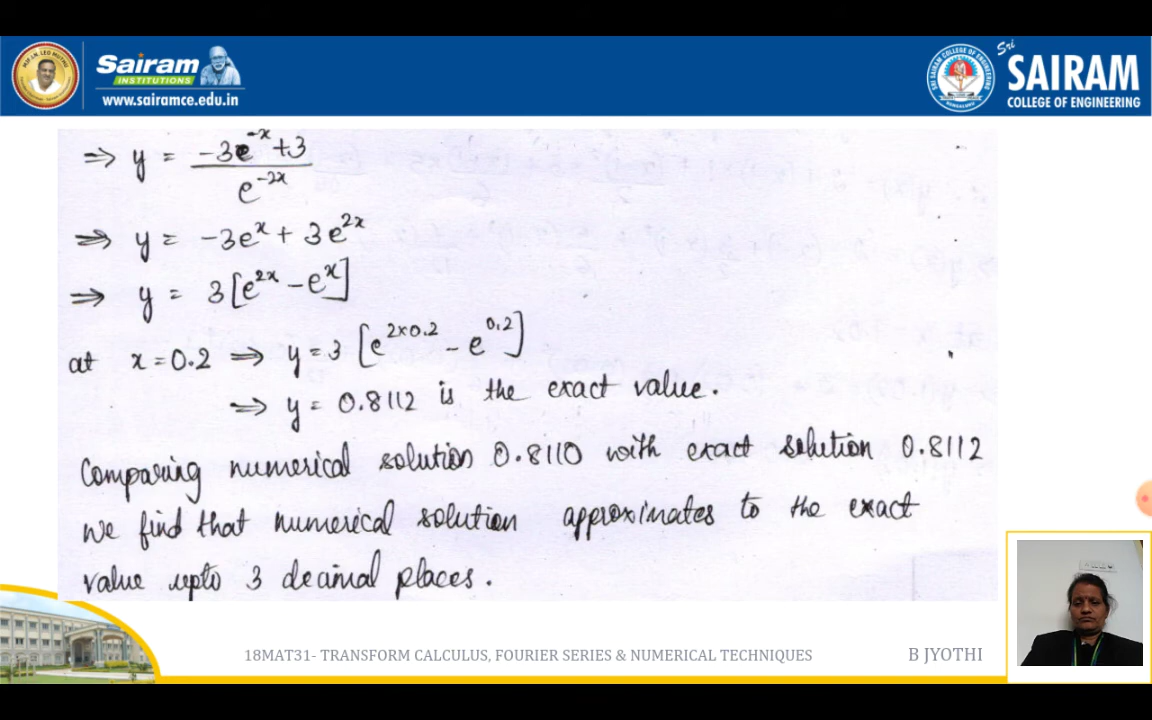 Sairam
INSTITUTIONS
www.sairamce.edu.in
Sri
SAIRAM
COLLEGE OF ENGINEERING
⇒ y = (-3e^{-x} + 3) / e^{-2x}
⇒ y = -3e^x + 3e^{2x}
⇒ y = 3[e^{2x} - e^x]
at x = 0.2 ⇒ y = 3[e^{2×0.2} - e^{0.2}]
⇒ y = 0.8112 is the exact value.
Comparing numerical solution 0.8110 with exact solution 0.8112
we find that numerical solution approximates to the exact
value upto 3 decimal places.
18MAT31- TRANSFORM CALCULUS, FOURIER SERIES & NUMERICAL TECHNIQUES
B JYOTHI